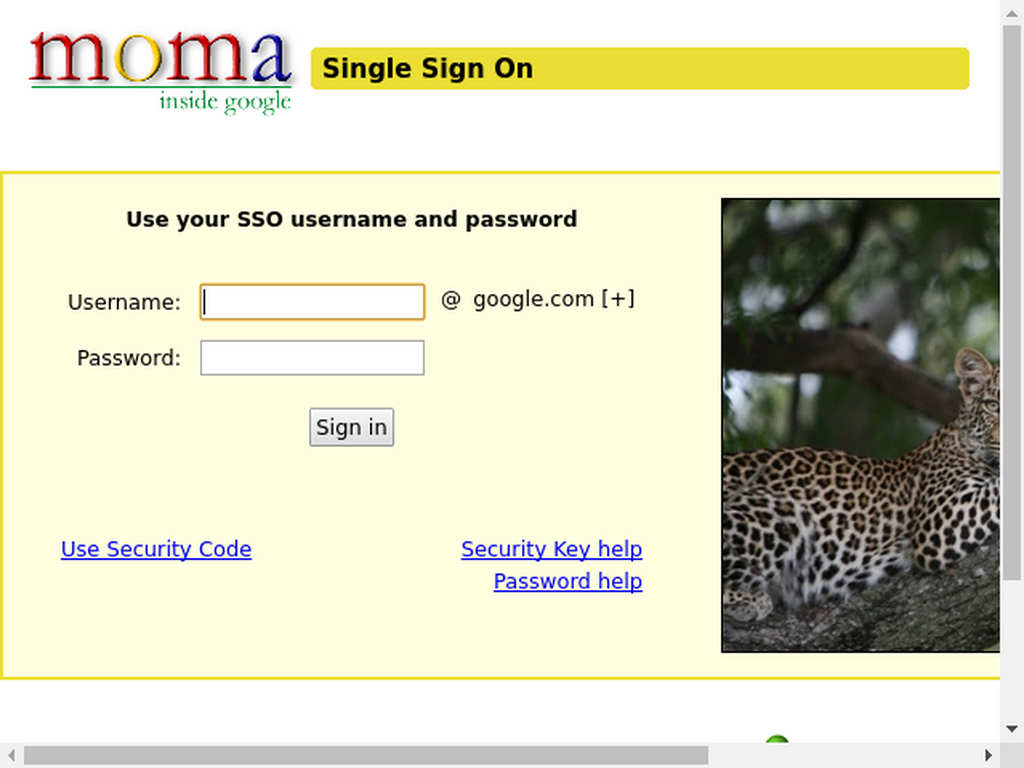 moma
inside google
Single Sign On
Use your SSO username and password
Username: @ google.com [+]
Password:
Sign in
Use Security Code
Security Key help
Password help